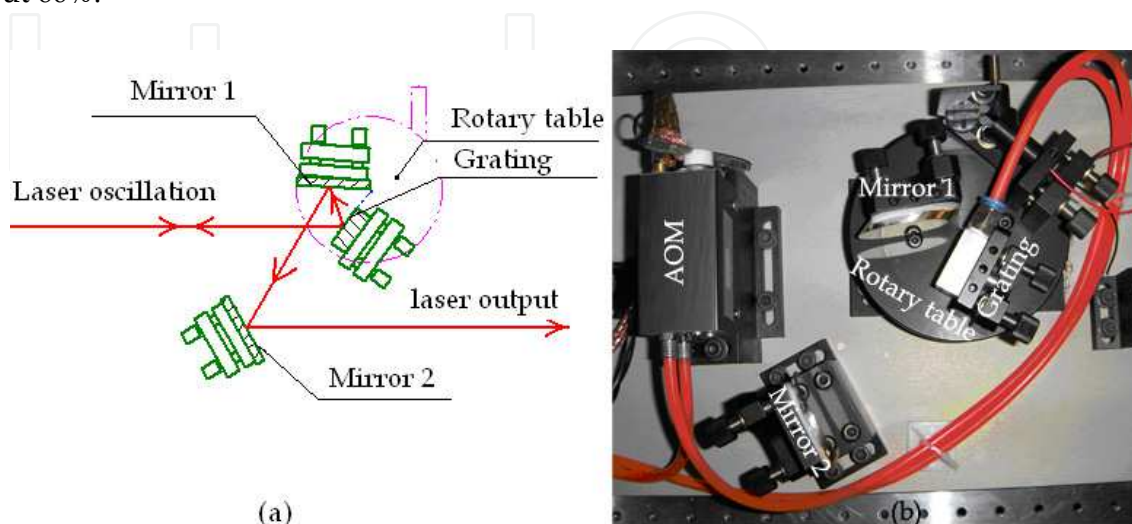 Mirror 1
Rotary table
Grating
Laser oscillation
laser output
Mirror 2
(a)
AOM
Mirror 1
Rotary table
Grating
Mirror 2
(b)